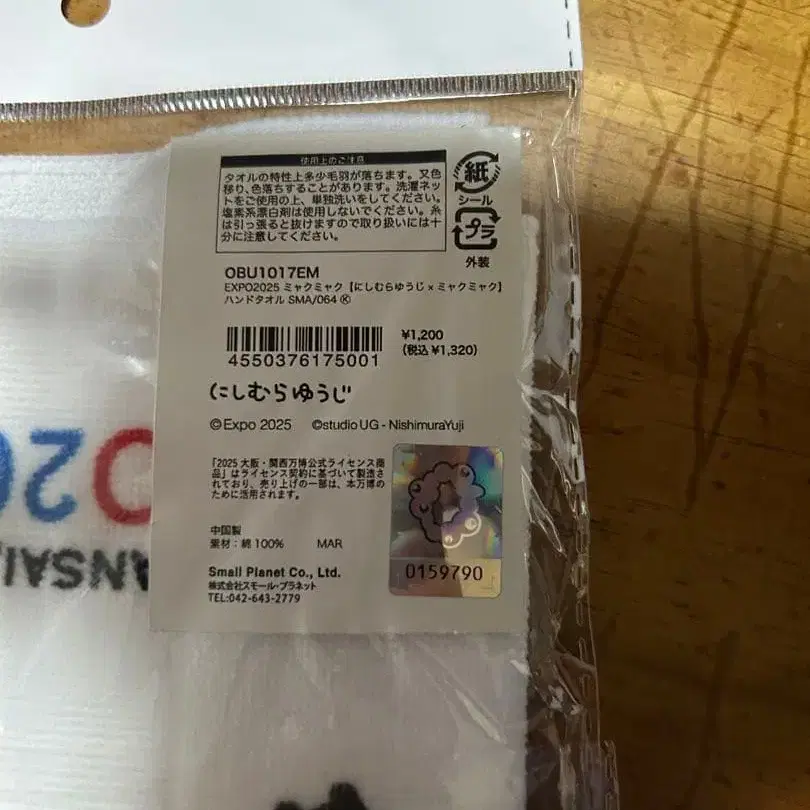 使用上のご注意
タオルの特性上多少毛羽が落ちます。又色
移り、色落ちすることがあります。洗濯ネッ
トをご使用の上、単独洗いをしてください。
塩素系漂白剤は使用しないでください。糸
は引っ張ると抜けますので取り扱いには十
分に注意してください。
紙
シール
プラ
外装
OBU1017EM
EXPO2025 ミャクミャク【にしむらゆうじ×ミャクミャク】
ハンドタオル SMA/064 Ⓚ
4550376175001
¥1,200
(税込¥1,320)
にしむらゆうじ
©Expo 2025 ©studio UG - NishimuraYuji
「2025 大阪・関西万博公式ライセンス商
品」はライセンス契約に基づいて製造さ
れており、売り上げの一部は、本万博の
ために活用されます。
中国製
素材：綿100% MAR
Small Planet Co., Ltd.
株式会社スモール・プラネット
TEL:042-643-2779
0159790
O20
ANSAI,